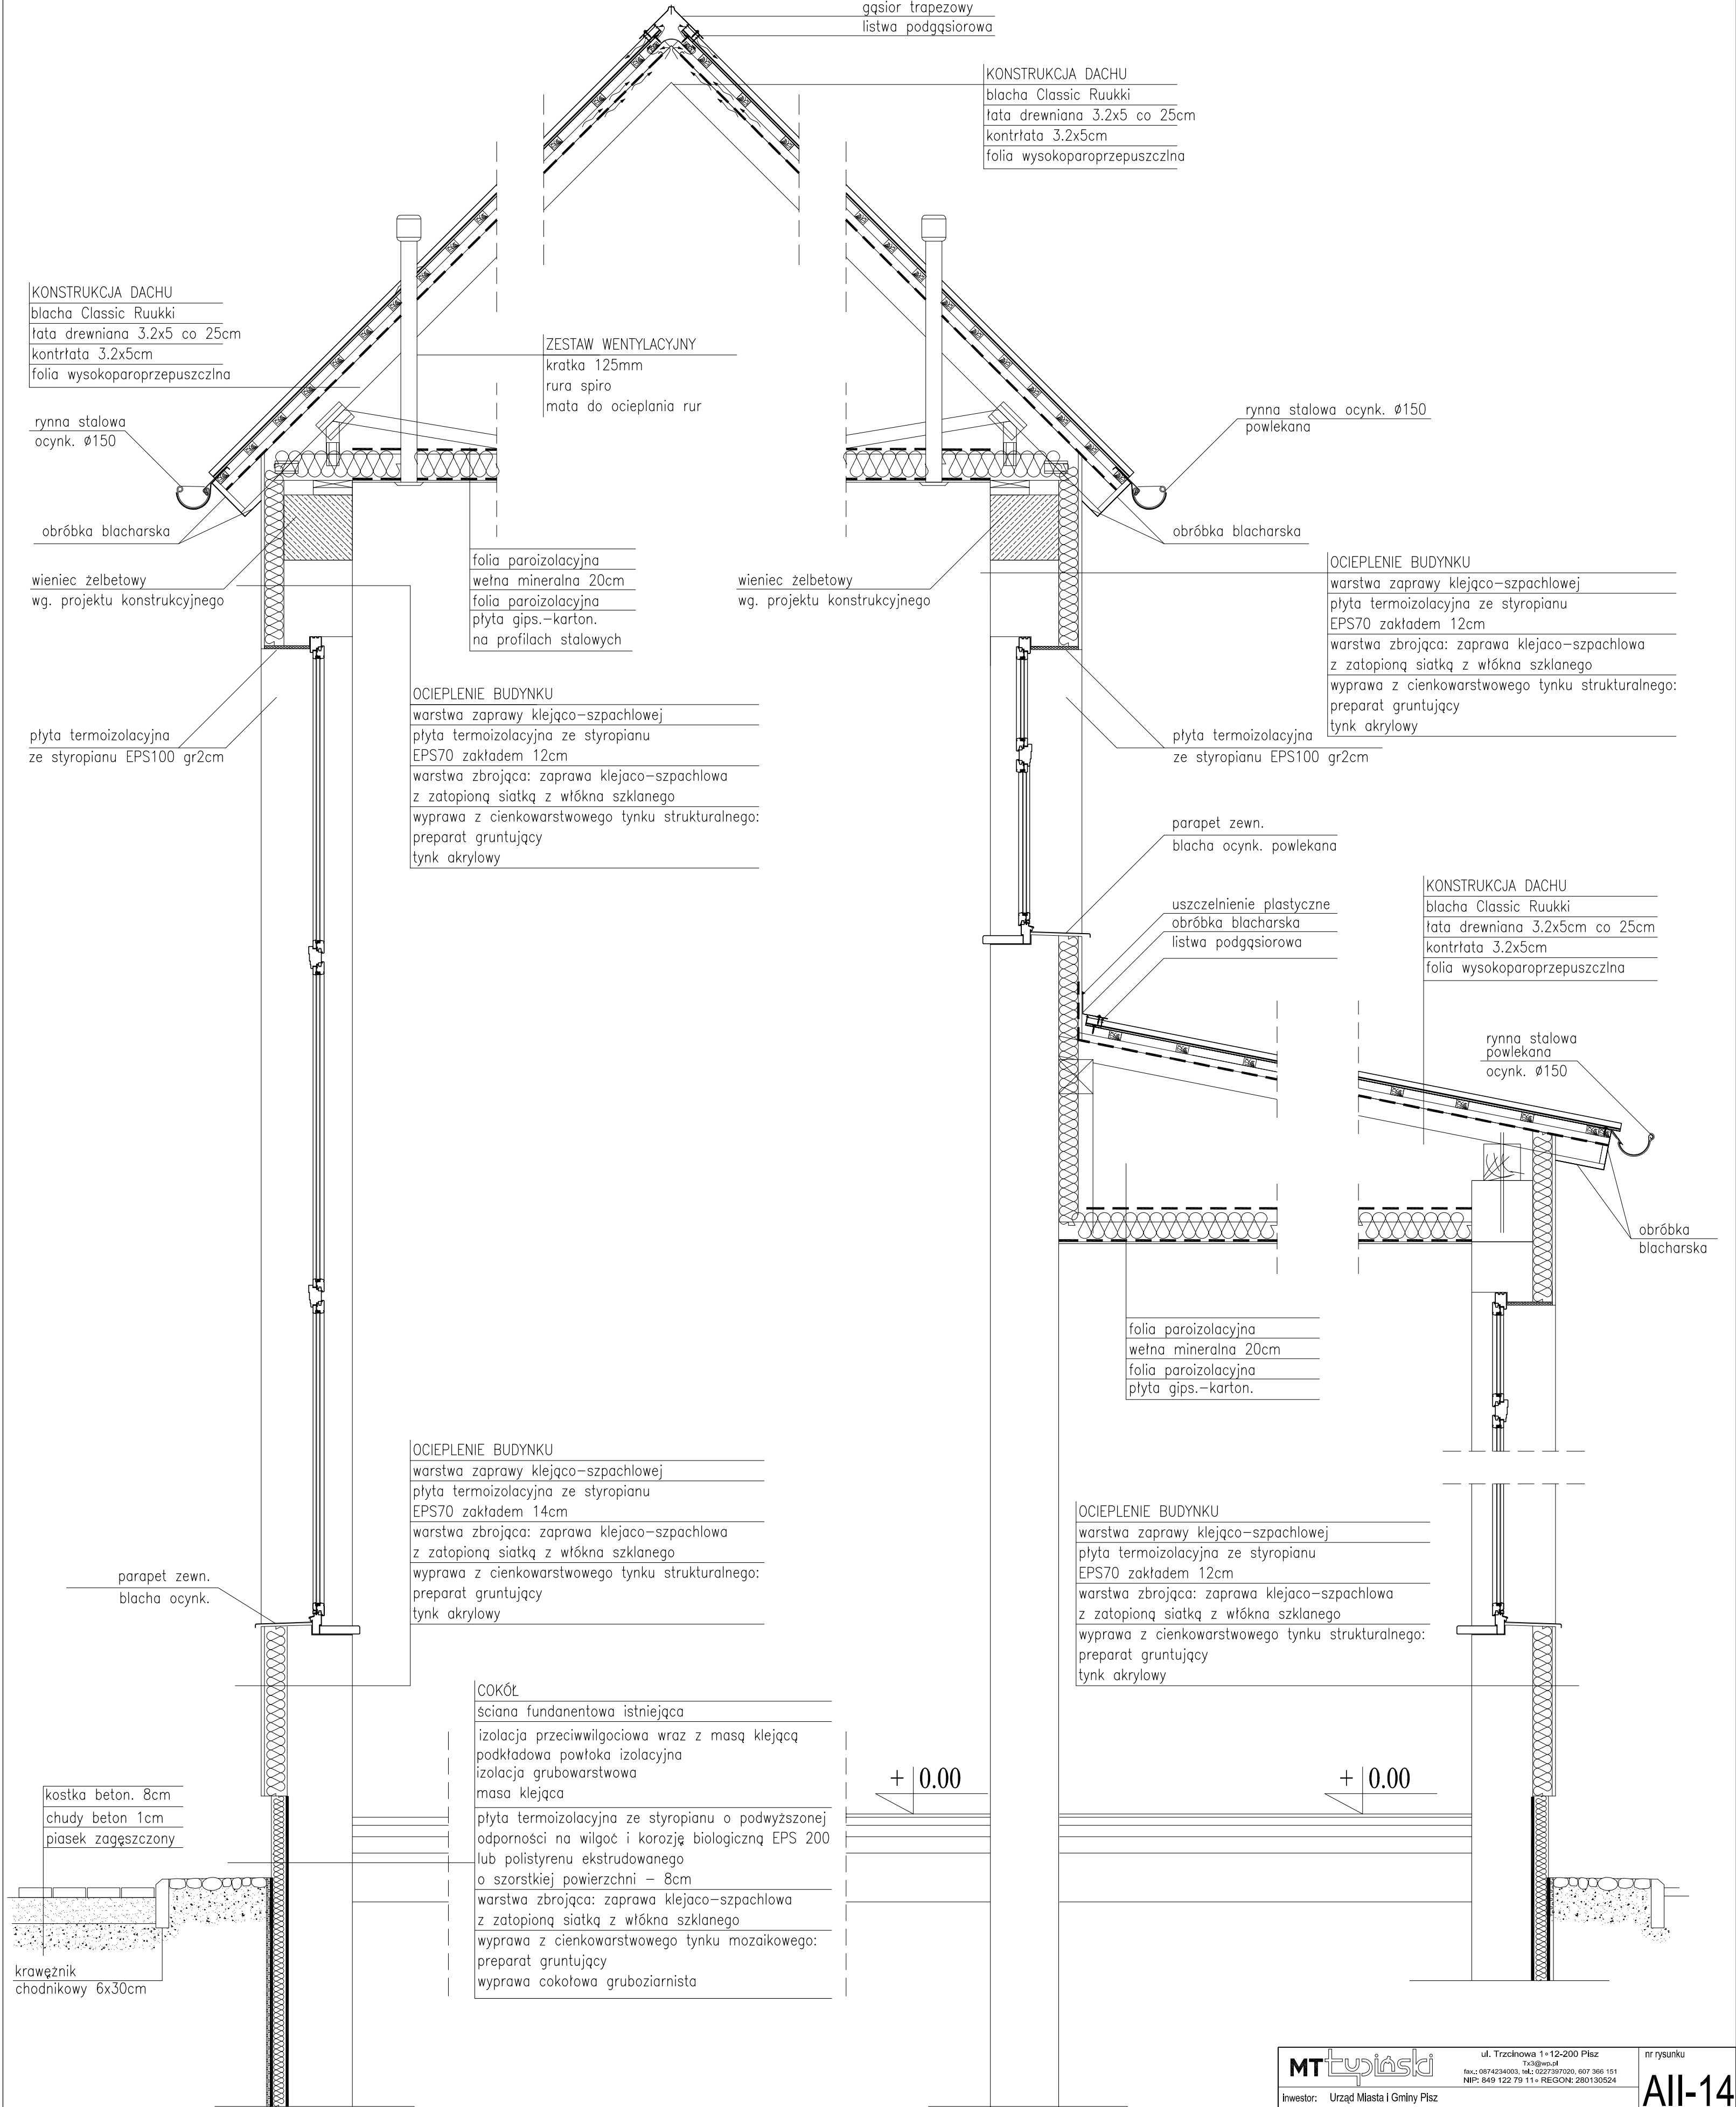 gąsior trapezowy
listwa podgąsiorowa
KONSTRUKCJA DACHU
blacha Classic Ruukki
łata drewniana 3.2x5 co 25cm
kontrłata 3.2x5cm
folia wysokoparoprzepuszczlna
KONSTRUKCJA DACHU
blacha Classic Ruukki
łata drewniana 3.2x5 co 25cm
kontrłata 3.2x5cm
folia wysokoparoprzepuszczlna
ZESTAW WENTYLACYJNY
kratka 125mm
rura spiro
mata do ocieplania rur
rynna stalowa
ocynk. ø150
rynna stalowa ocynk. ø150
powlekana
obróbka blacharska
obróbka blacharska
wieniec żelbetowy
wg. projektu konstrukcyjnego
folia paroizolacyjna
wełna mineralna 20cm
folia paroizolacyjna
płyta gips.-karton.
na profilach stalowych
wieniec żelbetowy
wg. projektu konstrukcyjnego
OCIEPLENIE BUDYNKU
warstwa zaprawy klejąco-szpachlowej
płyta termoizolacyjna ze styropianu
EPS70 zakładem 12cm
warstwa zbrojąca: zaprawa klejaco-szpachlowa
z zatopioną siatką z włókna szklanego
wyprawa z cienkowarstwowego tynku strukturalnego:
preparat gruntujący
tynk akrylowy
płyta termoizolacyjna
ze styropianu EPS100 gr2cm
OCIEPLENIE BUDYNKU
warstwa zaprawy klejąco-szpachlowej
płyta termoizolacyjna ze styropianu
EPS70 zakładem 12cm
warstwa zbrojąca: zaprawa klejaco-szpachlowa
z zatopioną siatką z włókna szklanego
wyprawa z cienkowarstwowego tynku strukturalnego:
preparat gruntujący
tynk akrylowy
płyta termoizolacyjna
ze styropianu EPS100 gr2cm
parapet zewn.
blacha ocynk. powlekana
uszczelnienie plastyczne
obróbka blacharska
listwa podgąsiorowa
KONSTRUKCJA DACHU
blacha Classic Ruukki
łata drewniana 3.2x5cm co 25cm
kontrłata 3.2x5cm
folia wysokoparoprzepuszczlna
rynna stalowa
powlekana
ocynk. ø150
obróbka
blacharska
folia paroizolacyjna
wełna mineralna 20cm
folia paroizolacyjna
płyta gips.-karton.
OCIEPLENIE BUDYNKU
warstwa zaprawy klejąco-szpachlowej
płyta termoizolacyjna ze styropianu
EPS70 zakładem 14cm
warstwa zbrojąca: zaprawa klejaco-szpachlowa
z zatopioną siatką z włókna szklanego
wyprawa z cienkowarstwowego tynku strukturalnego:
preparat gruntujący
tynk akrylowy
OCIEPLENIE BUDYNKU
warstwa zaprawy klejąco-szpachlowej
płyta termoizolacyjna ze styropianu
EPS70 zakładem 12cm
warstwa zbrojąca: zaprawa klejaco-szpachlowa
z zatopioną siatką z włókna szklanego
wyprawa z cienkowarstwowego tynku strukturalnego:
preparat gruntujący
tynk akrylowy
parapet zewn.
blacha ocynk.
COKÓŁ
ściana fundanentowa istniejąca
izolacja przeciwwilgociowa wraz z masą klejącą
podkładowa powłoka izolacyjna
izolacja grubowarstwowa
masa klejąca
płyta termoizolacyjna ze styropianu o podwyższonej
odporności na wilgoć i korozję biologiczną EPS 200
lub polistyrenu ekstrudowanego
o szorstkiej powierzchni - 8cm
warstwa zbrojąca: zaprawa klejaco-szpachlowa
z zatopioną siatką z włókna szklanego
wyprawa z cienkowarstwowego tynku mozaikowego:
preparat gruntujący
wyprawa cokołowa gruboziarnista
+ 0.00
+ 0.00
kostka beton. 8cm
chudy beton 1cm
piasek zagęszczony
krawężnik
chodnikowy 6x30cm
MT Łupiński
ul. Trzcinowa 1◦12-200 Pisz
Tx3@wp.pl
fax.: 0874234003, tel.: 0227397020, 607 366 151
NIP: 849 122 79 11◦ REGON: 280130524
nr rysunku
AII-14
inwestor: Urząd Miasta i Gminy Pisz